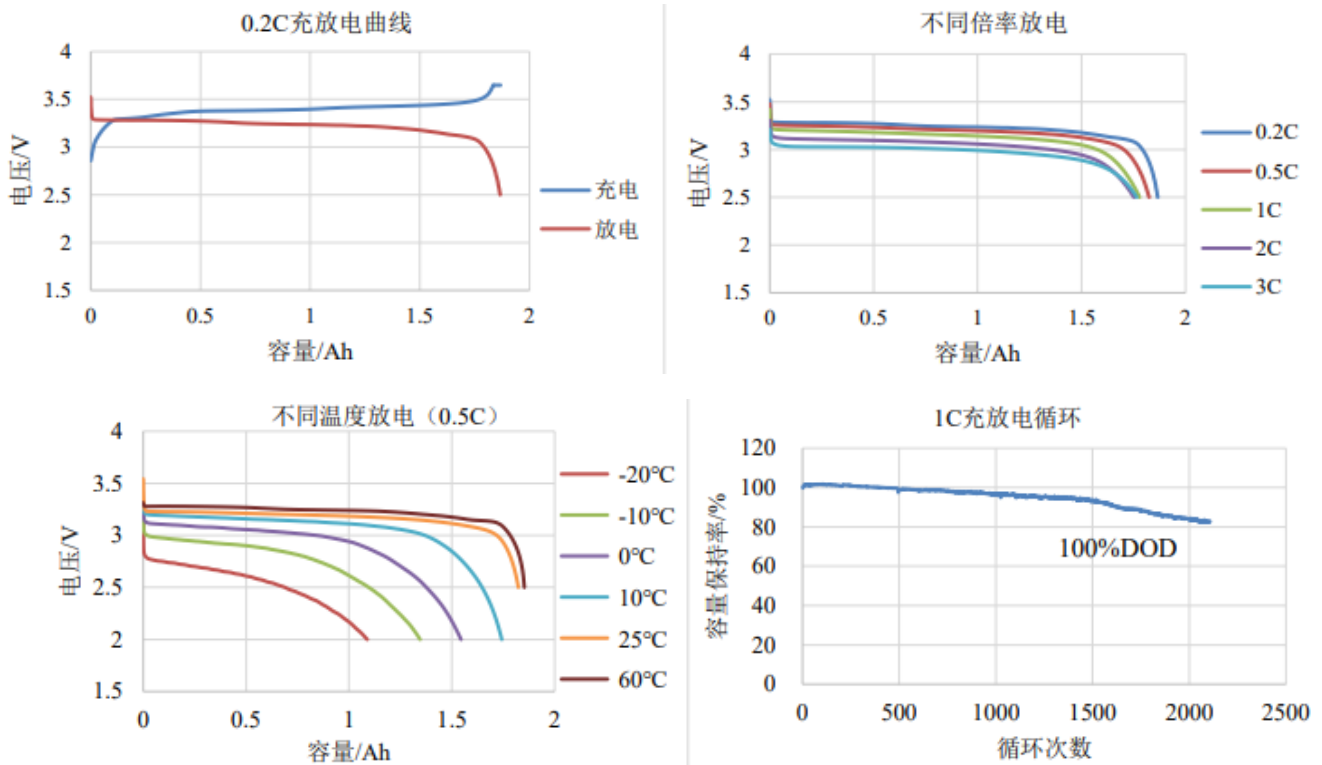 0.2C充放电曲线
4
3.5
3
2.5
2
1.5
0
0.5
1
1.5
2
电压/V
容量/Ah
充电
放电
不同倍率放电
4
3.5
3
2.5
2
1.5
0
0.5
1
1.5
2
电压/V
容量/Ah
0.2C
0.5C
1C
2C
3C
不同温度放电（0.5C）
4
3.5
3
2.5
2
1.5
0
0.5
1
1.5
2
电压/V
容量/Ah
-20℃
-10℃
0℃
10℃
25℃
60℃
1C充放电循环
120
100
80
60
40
20
0
0
500
1000
1500
2000
2500
容量保持率/%
循环次数
100%DOD